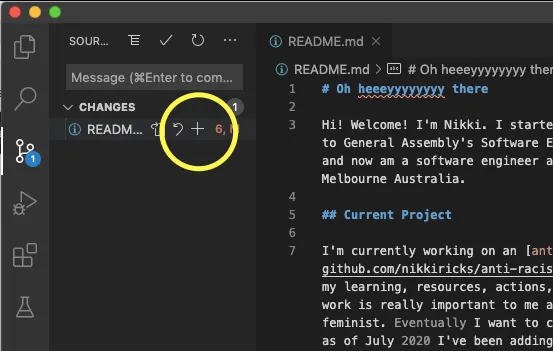 SOUR...
README.md
Message (⌘Enter to com...
README.md > # Oh heeeyyyyyyyy ther
CHANGES
1
READM...
6, M
1
1 # Oh heeeyyyyyyyy there
2
3 Hi! Welcome! I'm Nikki. I starte
to General Assembly's Software E
and now am a software engineer a
Melbourne Australia.
4
5 ## Current Project
6
7 I'm currently working on an [ant
github.com/nikkiricks/anti-racis
my learning, resources, actions,
work is really important to me a
feminist. Eventually I want to c
as of July 2020 I've been adding